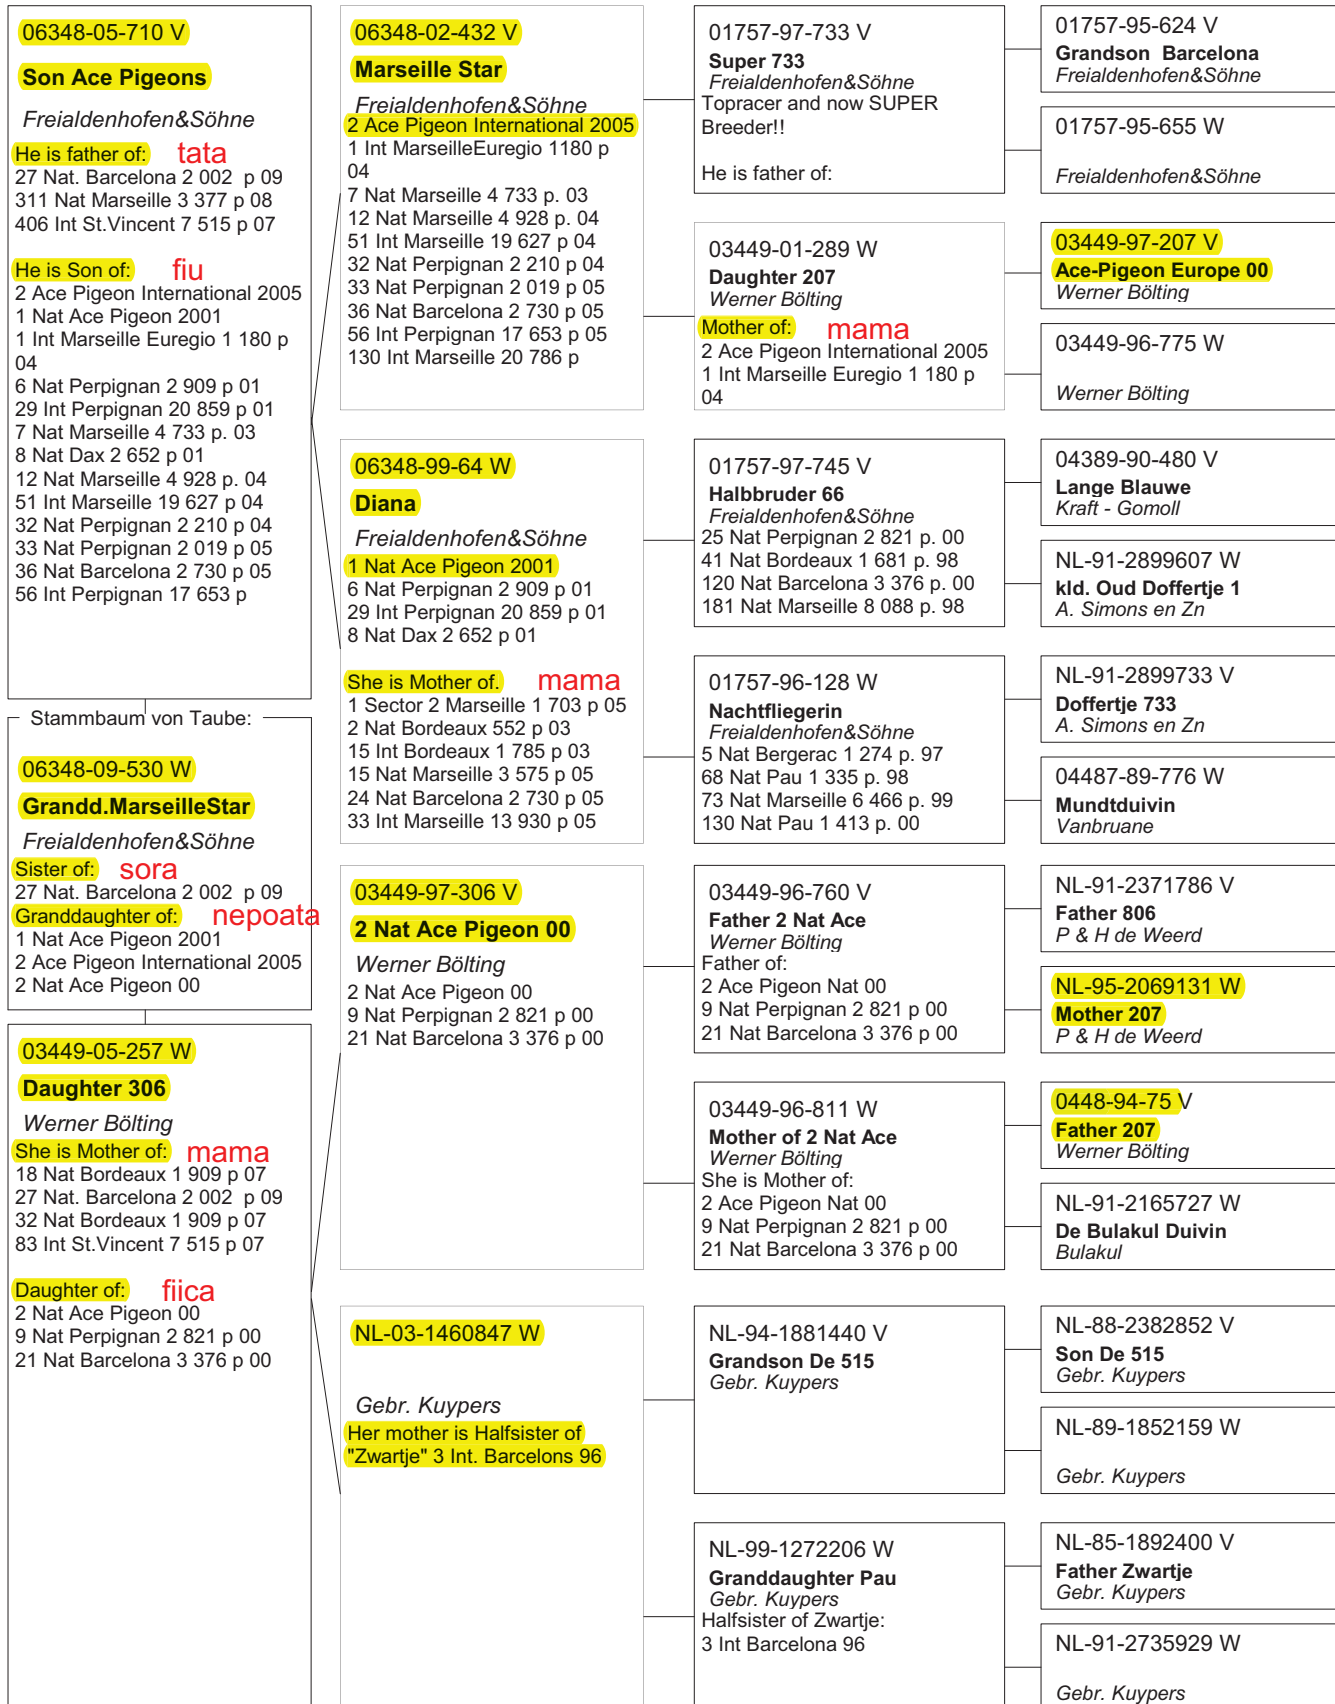 06348-05-710 V
Son Ace Pigeons
Freialdenhofen&Söhne
He is father of: tata
27 Nat. Barcelona 2 002  p 09
311 Nat Marseille 3 377 p 08
406 Int St.Vincent 7 515 p 07
He is Son of: fiu
2 Ace Pigeon International 2005
1 Nat Ace Pigeon 2001
1 Int Marseille Euregio 1 180 p
04
6 Nat Perpignan 2 909 p 01
29 Int Perpignan 20 859 p 01
7 Nat Marseille 4 733 p. 03
8 Nat Dax 2 652 p 01
12 Nat Marseille 4 928 p. 04
51 Int Marseille 19 627 p 04
32 Nat Perpignan 2 210 p 04
33 Nat Perpignan 2 019 p 05
36 Nat Barcelona 2 730 p 05
56 Int Perpignan 17 653 p
Stammbaum von Taube:
06348-09-530 W
Grandd.MarseilleStar
Freialdenhofen&Söhne
Sister of: sora
27 Nat. Barcelona 2 002  p 09
Granddaughter of: nepoata
1 Nat Ace Pigeon 2001
2 Ace Pigeon International 2005
2 Nat Ace Pigeon 00
03449-05-257 W
Daughter 306
Werner Bölting
She is Mother of: mama
18 Nat Bordeaux 1 909 p 07
27 Nat. Barcelona 2 002  p 09
32 Nat Bordeaux 1 909 p 07
83 Int St.Vincent 7 515 p 07
Daughter of: fiica
2 Nat Ace Pigeon 00
9 Nat Perpignan 2 821 p 00
21 Nat Barcelona 3 376 p 00
06348-02-432 V
Marseille Star
Freialdenhofen&Söhne
2 Ace Pigeon International 2005
1 Int MarseilleEuregio 1180 p
04
7 Nat Marseille 4 733 p. 03
12 Nat Marseille 4 928 p. 04
51 Int Marseille 19 627 p 04
32 Nat Perpignan 2 210 p 04
33 Nat Perpignan 2 019 p 05
36 Nat Barcelona 2 730 p 05
56 Int Perpignan 17 653 p 05
130 Int Marseille 20 786 p
06348-99-64 W
Diana
Freialdenhofen&Söhne
1 Nat Ace Pigeon 2001
6 Nat Perpignan 2 909 p 01
29 Int Perpignan 20 859 p 01
8 Nat Dax 2 652 p 01
She is Mother of. mama
1 Sector 2 Marseille 1 703 p 05
2 Nat Bordeaux 552 p 03
15 Int Bordeaux 1 785 p 03
15 Nat Marseille 3 575 p 05
24 Nat Barcelona 2 730 p 05
33 Int Marseille 13 930 p 05
03449-97-306 V
2 Nat Ace Pigeon 00
Werner Bölting
2 Nat Ace Pigeon 00
9 Nat Perpignan 2 821 p 00
21 Nat Barcelona 3 376 p 00
NL-03-1460847 W
Gebr. Kuypers
Her mother is Halfsister of
"Zwartje" 3 Int. Barcelons 96
01757-97-733 V
Super 733
Freialdenhofen&Söhne
Topracer and now SUPER
Breeder!!
He is father of:
03449-01-289 W
Daughter 207
Werner Bölting
Mother of: mama
2 Ace Pigeon International 2005
1 Int Marseille Euregio 1 180 p
04
01757-97-745 V
Halbbruder 66
Freialdenhofen&Söhne
25 Nat Perpignan 2 821 p. 00
41 Nat Bordeaux 1 681 p. 98
120 Nat Barcelona 3 376 p. 00
181 Nat Marseille 8 088 p. 98
01757-96-128 W
Nachtfliegerin
Freialdenhofen&Söhne
5 Nat Bergerac 1 274 p. 97
68 Nat Pau 1 335 p. 98
73 Nat Marseille 6 466 p. 99
130 Nat Pau 1 413 p. 00
03449-96-760 V
Father 2 Nat Ace
Werner Bölting
Father of:
2 Ace Pigeon Nat 00
9 Nat Perpignan 2 821 p 00
21 Nat Barcelona 3 376 p 00
03449-96-811 W
Mother of 2 Nat Ace
Werner Bölting
She is Mother of:
2 Ace Pigeon Nat 00
9 Nat Perpignan 2 821 p 00
21 Nat Barcelona 3 376 p 00
NL-94-1881440 V
Grandson De 515
Gebr. Kuypers
NL-99-1272206 W
Granddaughter Pau
Gebr. Kuypers
Halfsister of Zwartje:
3 Int Barcelona 96
01757-95-624 V
Grandson  Barcelona
Freialdenhofen&Söhne
01757-95-655 W
Freialdenhofen&Söhne
03449-97-207 V
Ace-Pigeon Europe 00
Werner Bölting
03449-96-775 W
Werner Bölting
04389-90-480 V
Lange Blauwe
Kraft - Gomoll
NL-91-2899607 W
kld. Oud Doffertje 1
A. Simons en Zn
NL-91-2899733 V
Doffertje 733
A. Simons en Zn
04487-89-776 W
Mundtduivin
Vanbruane
NL-91-2371786 V
Father 806
P & H de Weerd
NL-95-2069131 W
Mother 207
P & H de Weerd
0448-94-75 V
Father 207
Werner Bölting
NL-91-2165727 W
De Bulakul Duivin
Bulakul
NL-88-2382852 V
Son De 515
Gebr. Kuypers
NL-89-1852159 W
Gebr. Kuypers
NL-85-1892400 V
Father Zwartje
Gebr. Kuypers
NL-91-2735929 W
Gebr. Kuypers